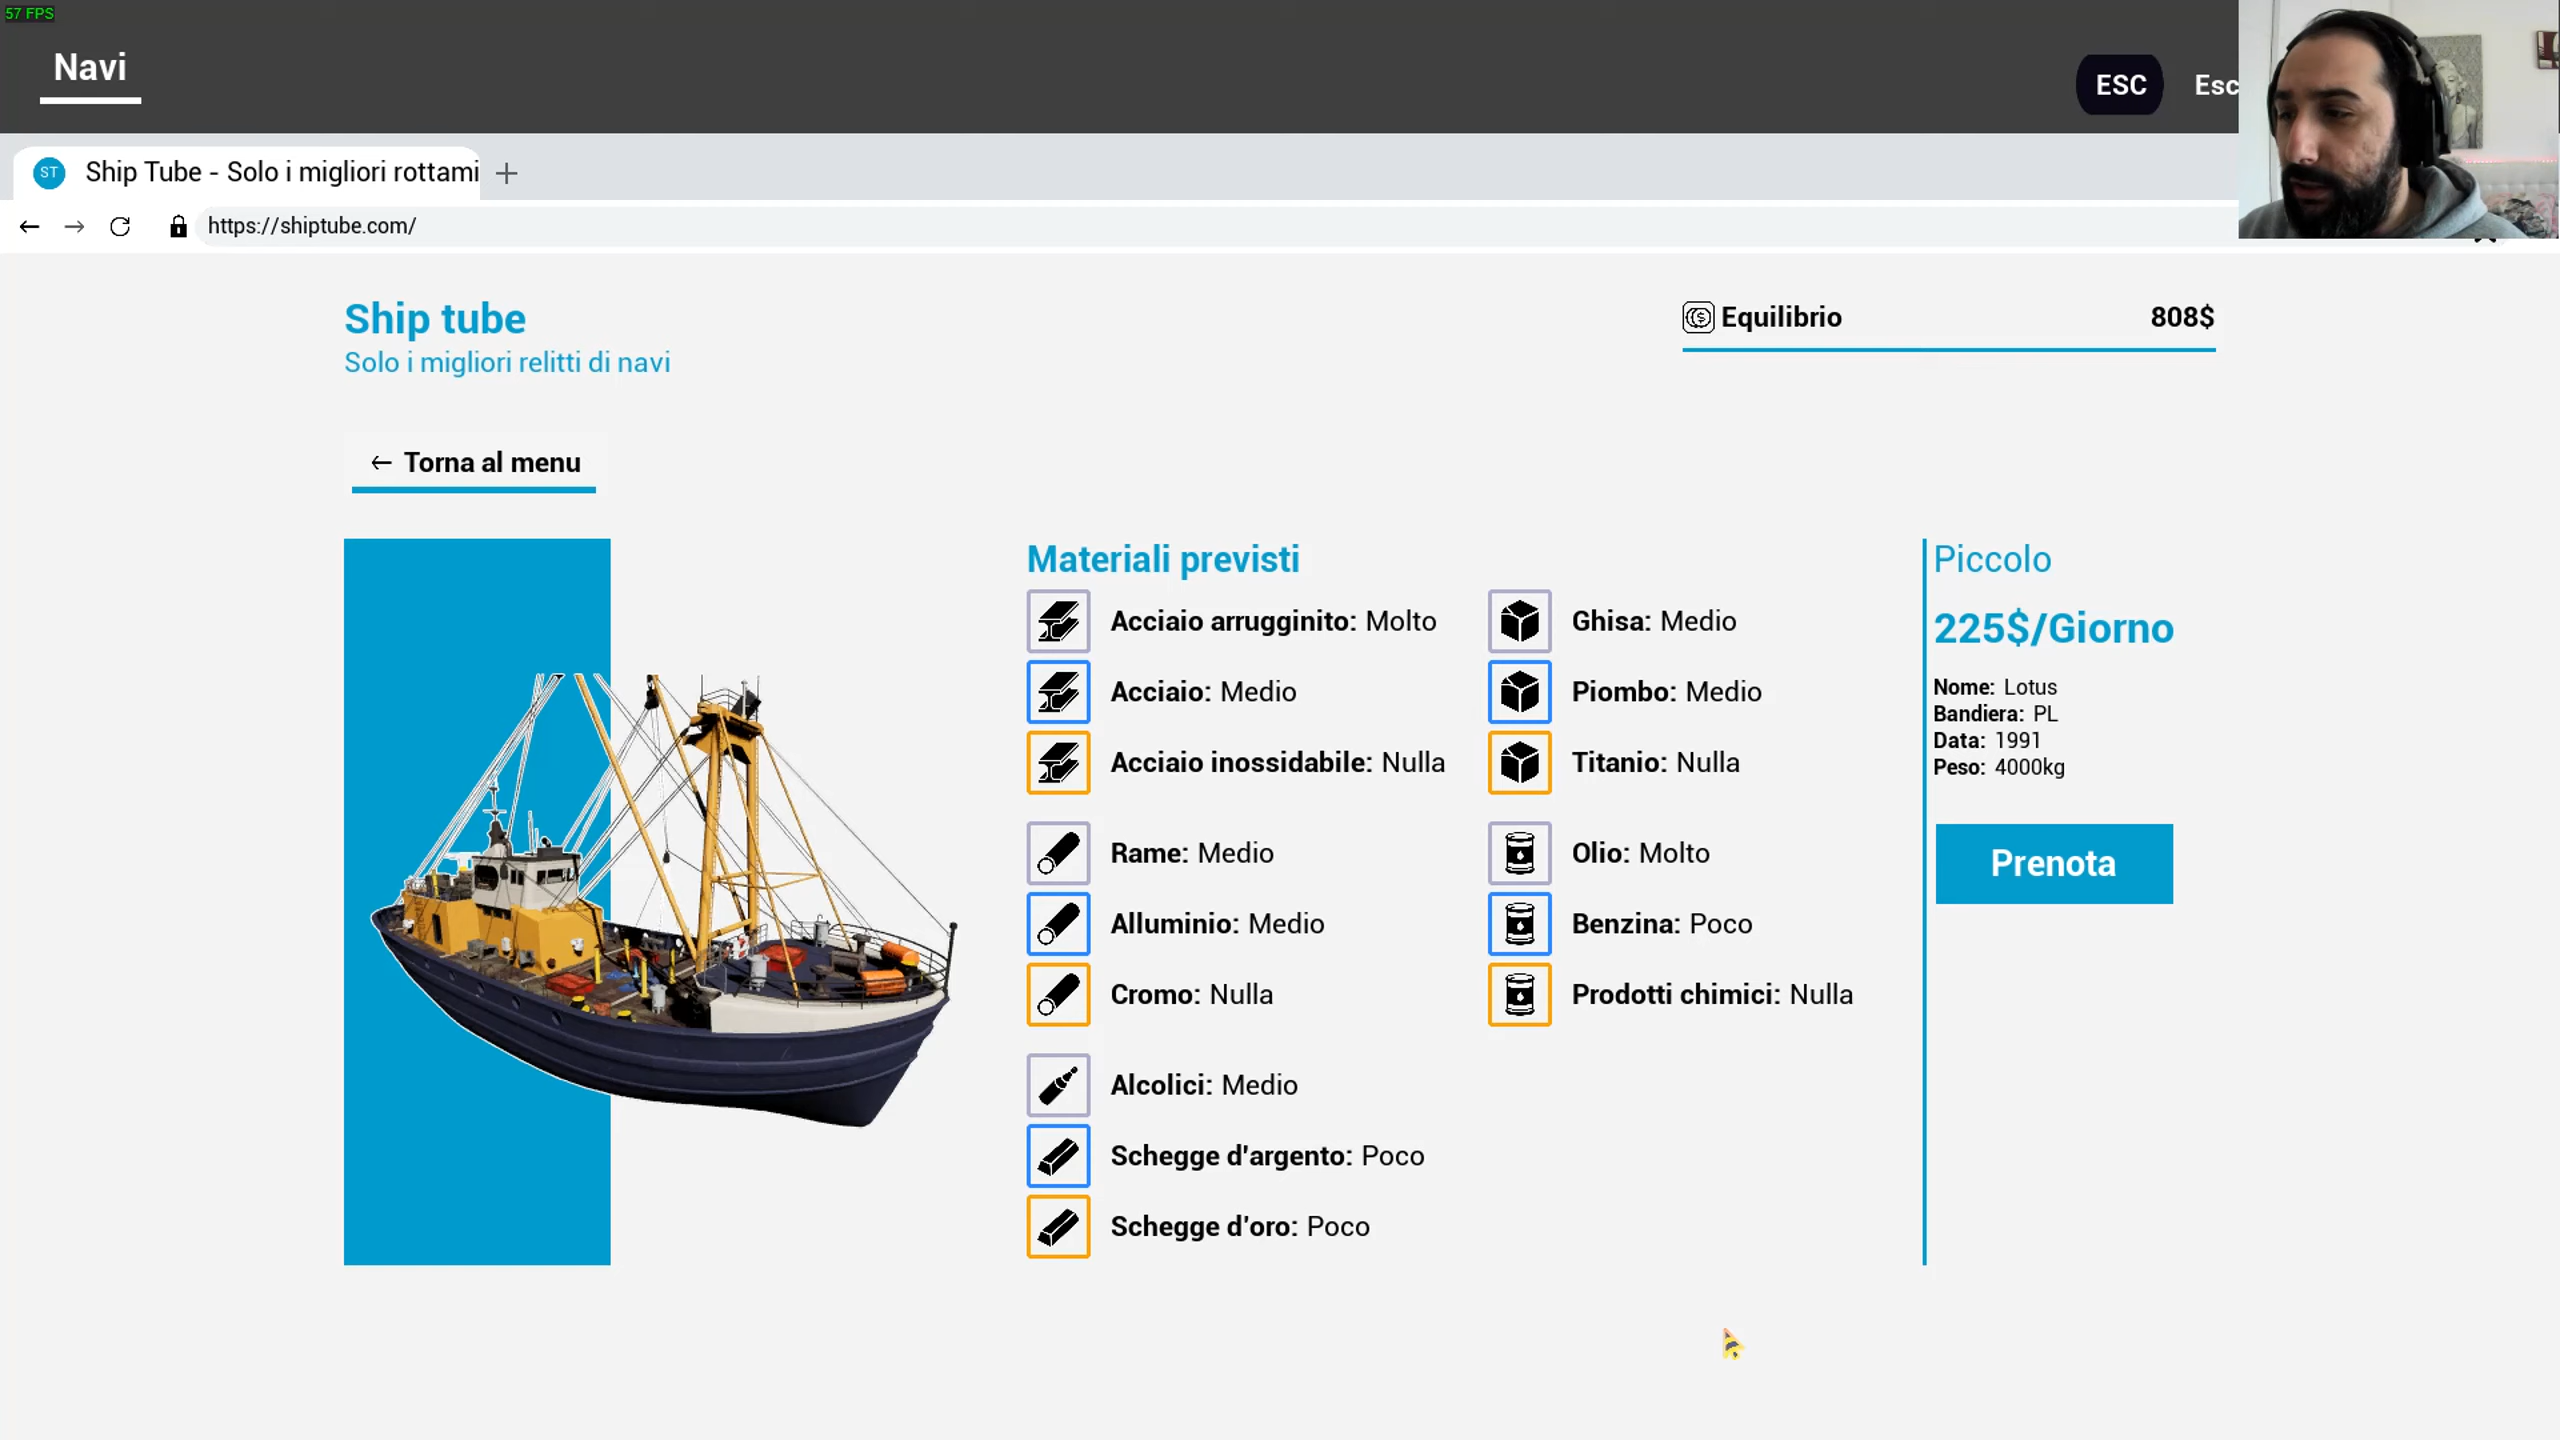 57 FPS
Navi
ESC Esc
ST Ship Tube - Solo i migliori rottami
https://shiptube.com/
Ship tube
Solo i migliori relitti di navi
Equilibrio 808$
← Torna al menu
Materiali previsti
Acciaio arrugginito: Molto
Acciaio: Medio
Acciaio inossidabile: Nulla
Rame: Medio
Alluminio: Medio
Cromo: Nulla
Alcolici: Medio
Schegge d'argento: Poco
Schegge d'oro: Poco
Ghisa: Medio
Piombo: Medio
Titanio: Nulla
Olio: Molto
Benzina: Poco
Prodotti chimici: Nulla
Piccolo
225$/Giorno
Nome: Lotus
Bandiera: PL
Data: 1991
Peso: 4000kg
Prenota